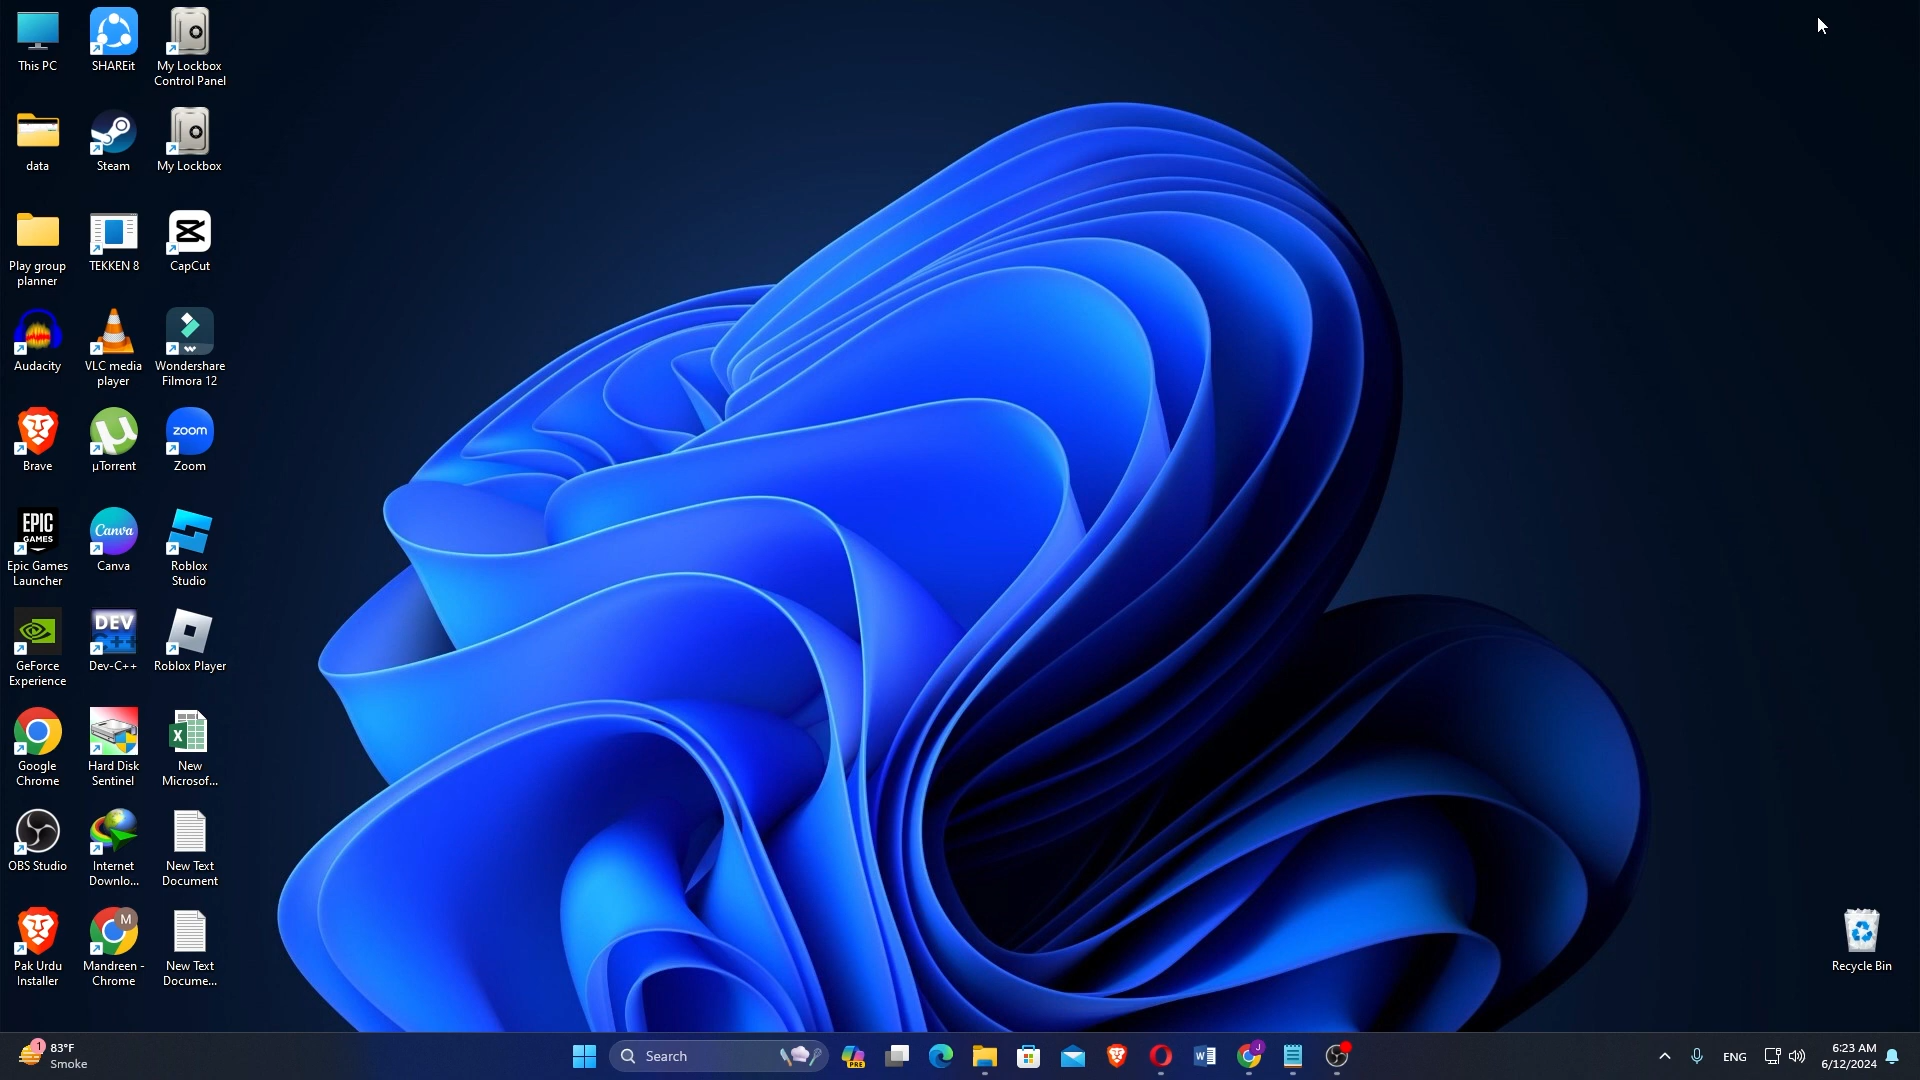 This PC
SHAREit
My Lockbox
Control Panel
data
Steam
My Lockbox
Play group
planner
TEKKEN 8
CapCut
Audacity
VLC media
player
Wondershare
Filmora 12
Brave
µTorrent
zoom
Zoom
EPIC
GAMES
Epic Games
Launcher
Canva
Canva
Roblox
Studio
GeForce
Experience
DEV
C++
Dev-C++
Roblox Player
Google
Chrome
Hard Disk
Sentinel
X
New
Microsof...
OBS Studio
Internet
Downlo...
New Text
Document
Pak Urdu
Installer
M
Mandreen -
Chrome
New Text
Docume...
Recycle Bin
1
83°F
Smoke
Search
PRE
W
J
ENG
6:23 AM
6/12/2024